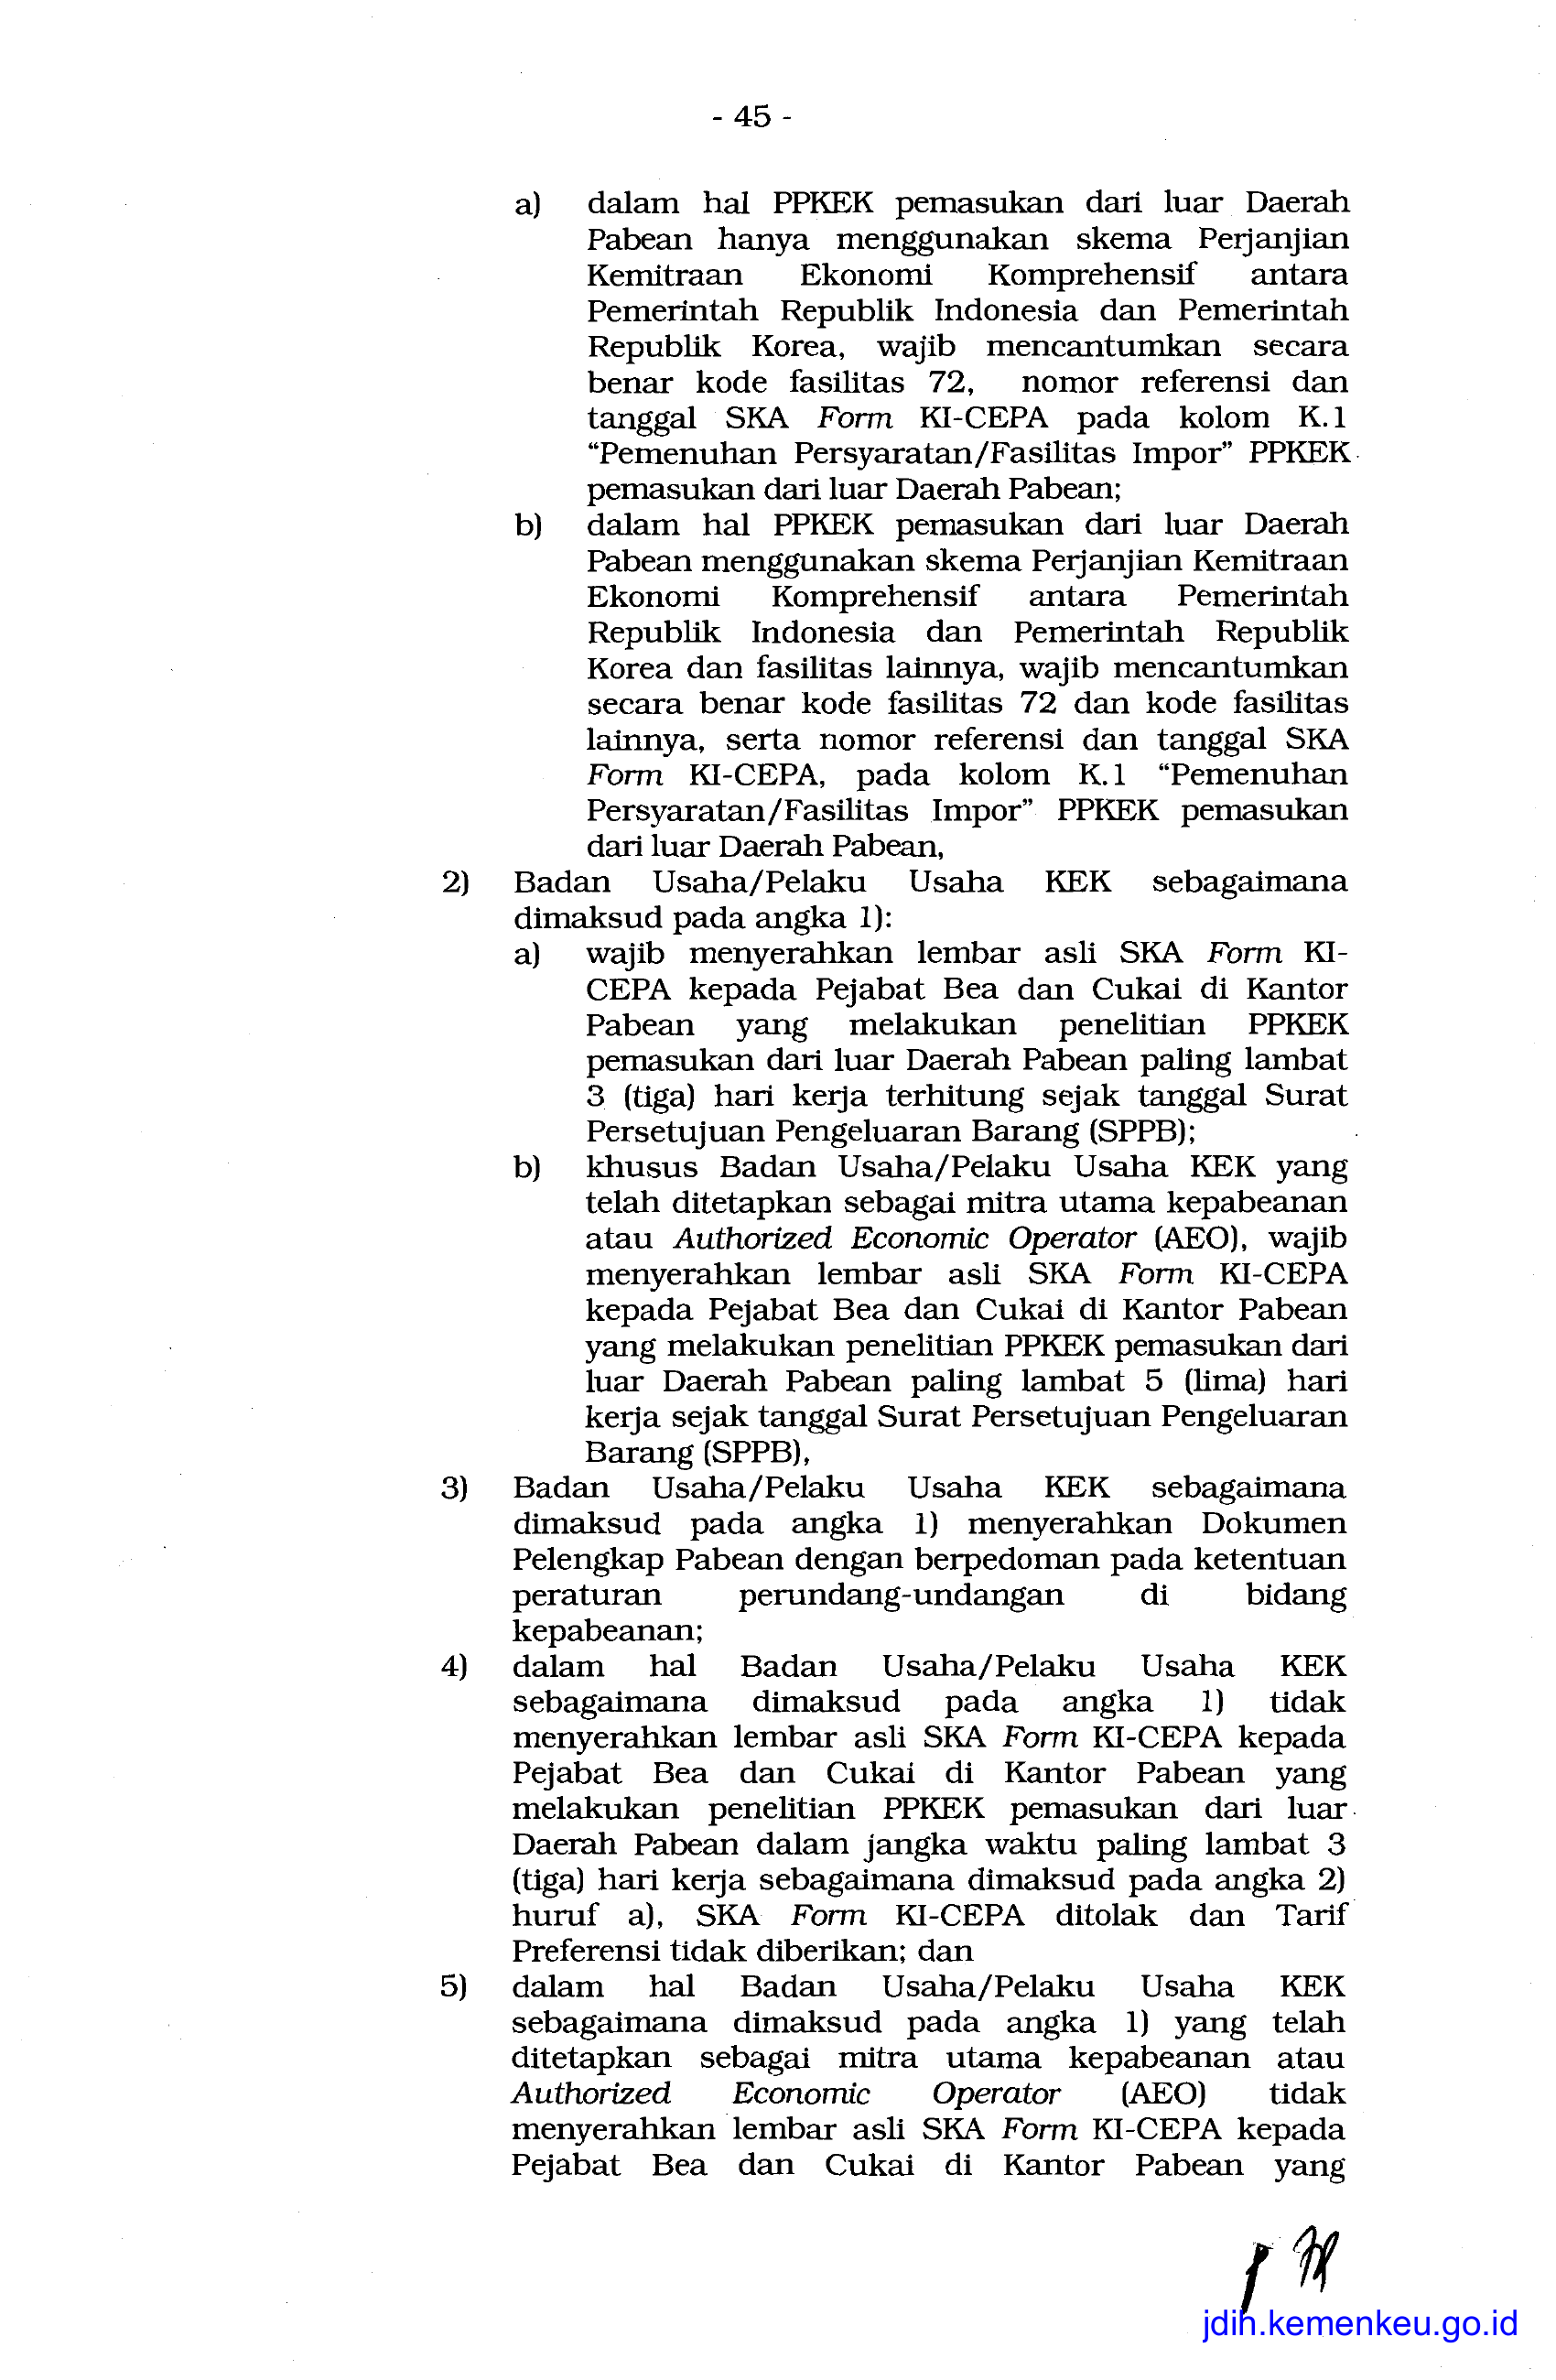 - 45 -
a) dalam hal PPKEK pemasukan dari luar Daerah
Pabean hanya menggunakan skema Perjanjian
Kemitraan Ekonomi Komprehensif antara
Pemerintah Republik Indonesia dan Pemerintah
Republik Korea, wajib mencantumkan secara
benar kode fasilitas 72, nomor referensi dan
tanggal SKA Form KI-CEPA pada kolom K.1
“Pemenuhan Persyaratan/Fasilitas Impor” PPKEK
pemasukan dari luar Daerah Pabean;
b) dalam hal PPKEK pemasukan dari luar Daerah
Pabean menggunakan skema Perjanjian Kemitraan
Ekonomi Komprehensif antara Pemerintah
Republik Indonesia dan Pemerintah Republik
Korea dan fasilitas lainnya, wajib mencantumkan
secara benar kode fasilitas 72 dan kode fasilitas
lainnya, serta nomor referensi dan tanggal SKA
Form KI-CEPA, pada kolom K.1 “Pemenuhan
Persyaratan/Fasilitas Impor” PPKEK pemasukan
dari luar Daerah Pabean,
2) Badan Usaha/Pelaku Usaha KEK sebagaimana
dimaksud pada angka 1):
a) wajib menyerahkan lembar asli SKA Form KI-
CEPA kepada Pejabat Bea dan Cukai di Kantor
Pabean yang melakukan penelitian PPKEK
pemasukan dari luar Daerah Pabean paling lambat
3 (tiga) hari kerja terhitung sejak tanggal Surat
Persetujuan Pengeluaran Barang (SPPB);
b) khusus Badan Usaha/Pelaku Usaha KEK yang
telah ditetapkan sebagai mitra utama kepabeanan
atau Authorized Economic Operator (AEO), wajib
menyerahkan lembar asli SKA Form KI-CEPA
kepada Pejabat Bea dan Cukai di Kantor Pabean
yang melakukan penelitian PPKEK pemasukan dari
luar Daerah Pabean paling lambat 5 (lima) hari
kerja sejak tanggal Surat Persetujuan Pengeluaran
Barang (SPPB),
3) Badan Usaha/Pelaku Usaha KEK sebagaimana
dimaksud pada angka 1) menyerahkan Dokumen
Pelengkap Pabean dengan berpedoman pada ketentuan
peraturan perundang-undangan di bidang
kepabeanan;
4) dalam hal Badan Usaha/Pelaku Usaha KEK
sebagaimana dimaksud pada angka 1) tidak
menyerahkan lembar asli SKA Form KI-CEPA kepada
Pejabat Bea dan Cukai di Kantor Pabean yang
melakukan penelitian PPKEK pemasukan dari luar
Daerah Pabean dalam jangka waktu paling lambat 3
(tiga) hari kerja sebagaimana dimaksud pada angka 2)
huruf a), SKA Form KI-CEPA ditolak dan Tarif
Preferensi tidak diberikan; dan
5) dalam hal Badan Usaha/Pelaku Usaha KEK
sebagaimana dimaksud pada angka 1) yang telah
ditetapkan sebagai mitra utama kepabeanan atau
Authorized Economic Operator (AEO) tidak
menyerahkan lembar asli SKA Form KI-CEPA kepada
Pejabat Bea dan Cukai di Kantor Pabean yang
jdih.kemenkeu.go.id